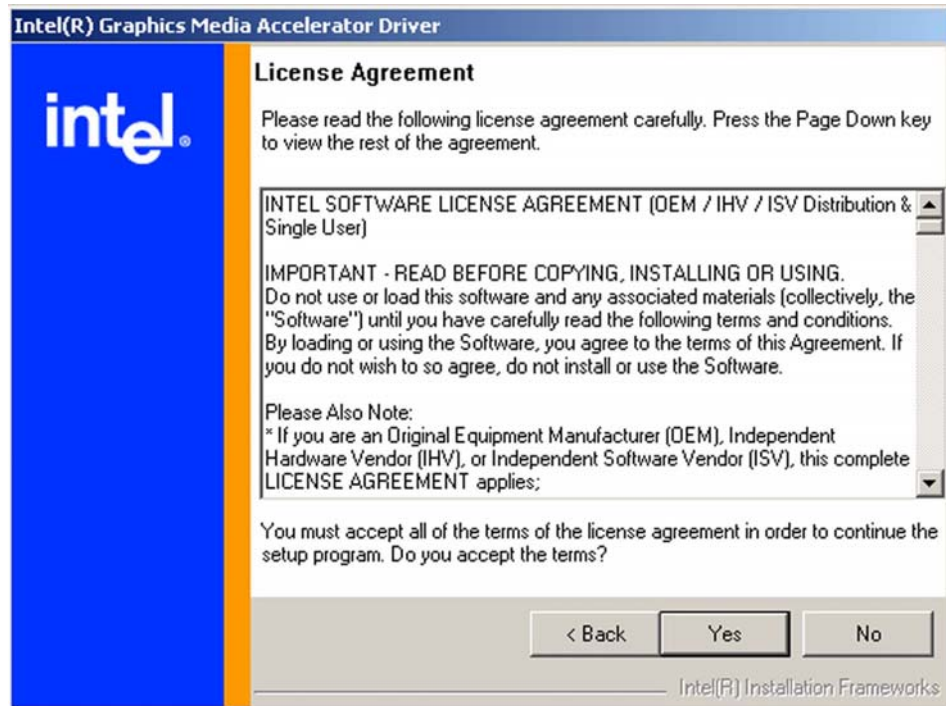 Intel(R) Graphics Media Accelerator Driver
intel®
License Agreement
Please read the following license agreement carefully. Press the Page Down key
to view the rest of the agreement.
INTEL SOFTWARE LICENSE AGREEMENT (OEM / IHV / ISV Distribution &
Single User)
IMPORTANT - READ BEFORE COPYING, INSTALLING OR USING.
Do not use or load this software and any associated materials (collectively, the
"Software") until you have carefully read the following terms and conditions.
By loading or using the Software, you agree to the terms of this Agreement. If
you do not wish to so agree, do not install or use the Software.
Please Also Note:
* If you are an Original Equipment Manufacturer (OEM), Independent
Hardware Vendor (IHV), or Independent Software Vendor (ISV), this complete
LICENSE AGREEMENT applies;
You must accept all of the terms of the license agreement in order to continue the
setup program. Do you accept the terms?
< Back
Yes
No
Intel(R) Installation Frameworks